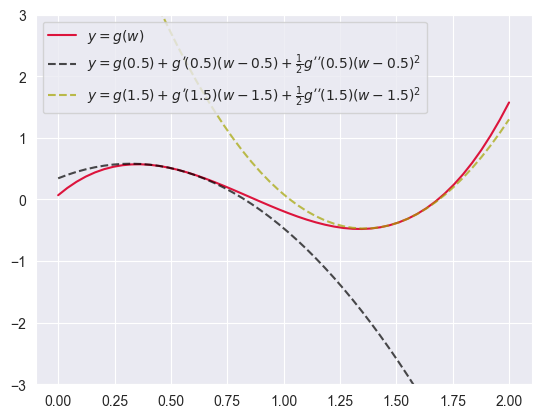 y = g(w)
y = g(0.5) + g′(0.5)(w − 0.5) + ½g′′(0.5)(w − 0.5)²
y = g(1.5) + g′(1.5)(w − 1.5) + ½g′′(1.5)(w − 1.5)²
3
2
1
0
−1
−2
−3
0.00 0.25 0.50 0.75 1.00 1.25 1.50 1.75 2.00